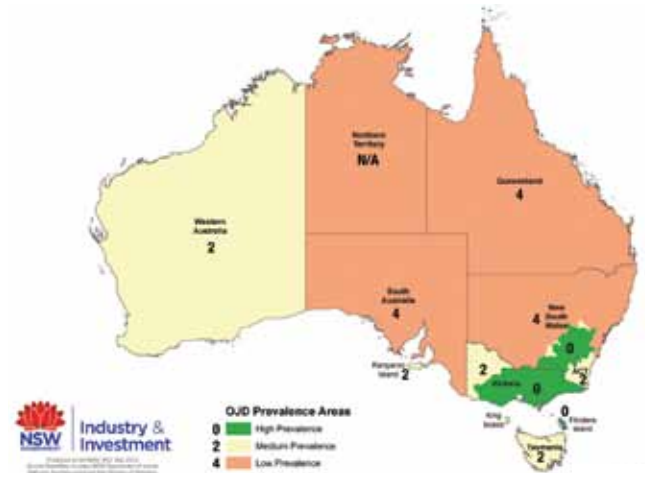 Northern
Territory
N/A
Queensland
4
Western
Australia
2
South
Australia
4
New
South
Wales
4
0
2
Kangaroo
Island 2
2
Victoria
0
King
Island
0
Flinders
Island
Tasmania
2
NSW
GOVERNMENT
Industry &
Investment
OJD Prevalence Areas
0 High Prevalence
2 Medium Prevalence
4 Low Prevalence